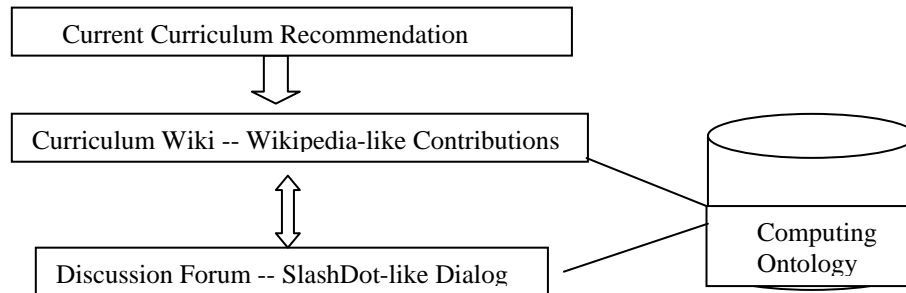 Current Curriculum Recommendation
Curriculum Wiki -- Wikipedia-like Contributions
Computing
Ontology
Discussion Forum -- SlashDot-like Dialog